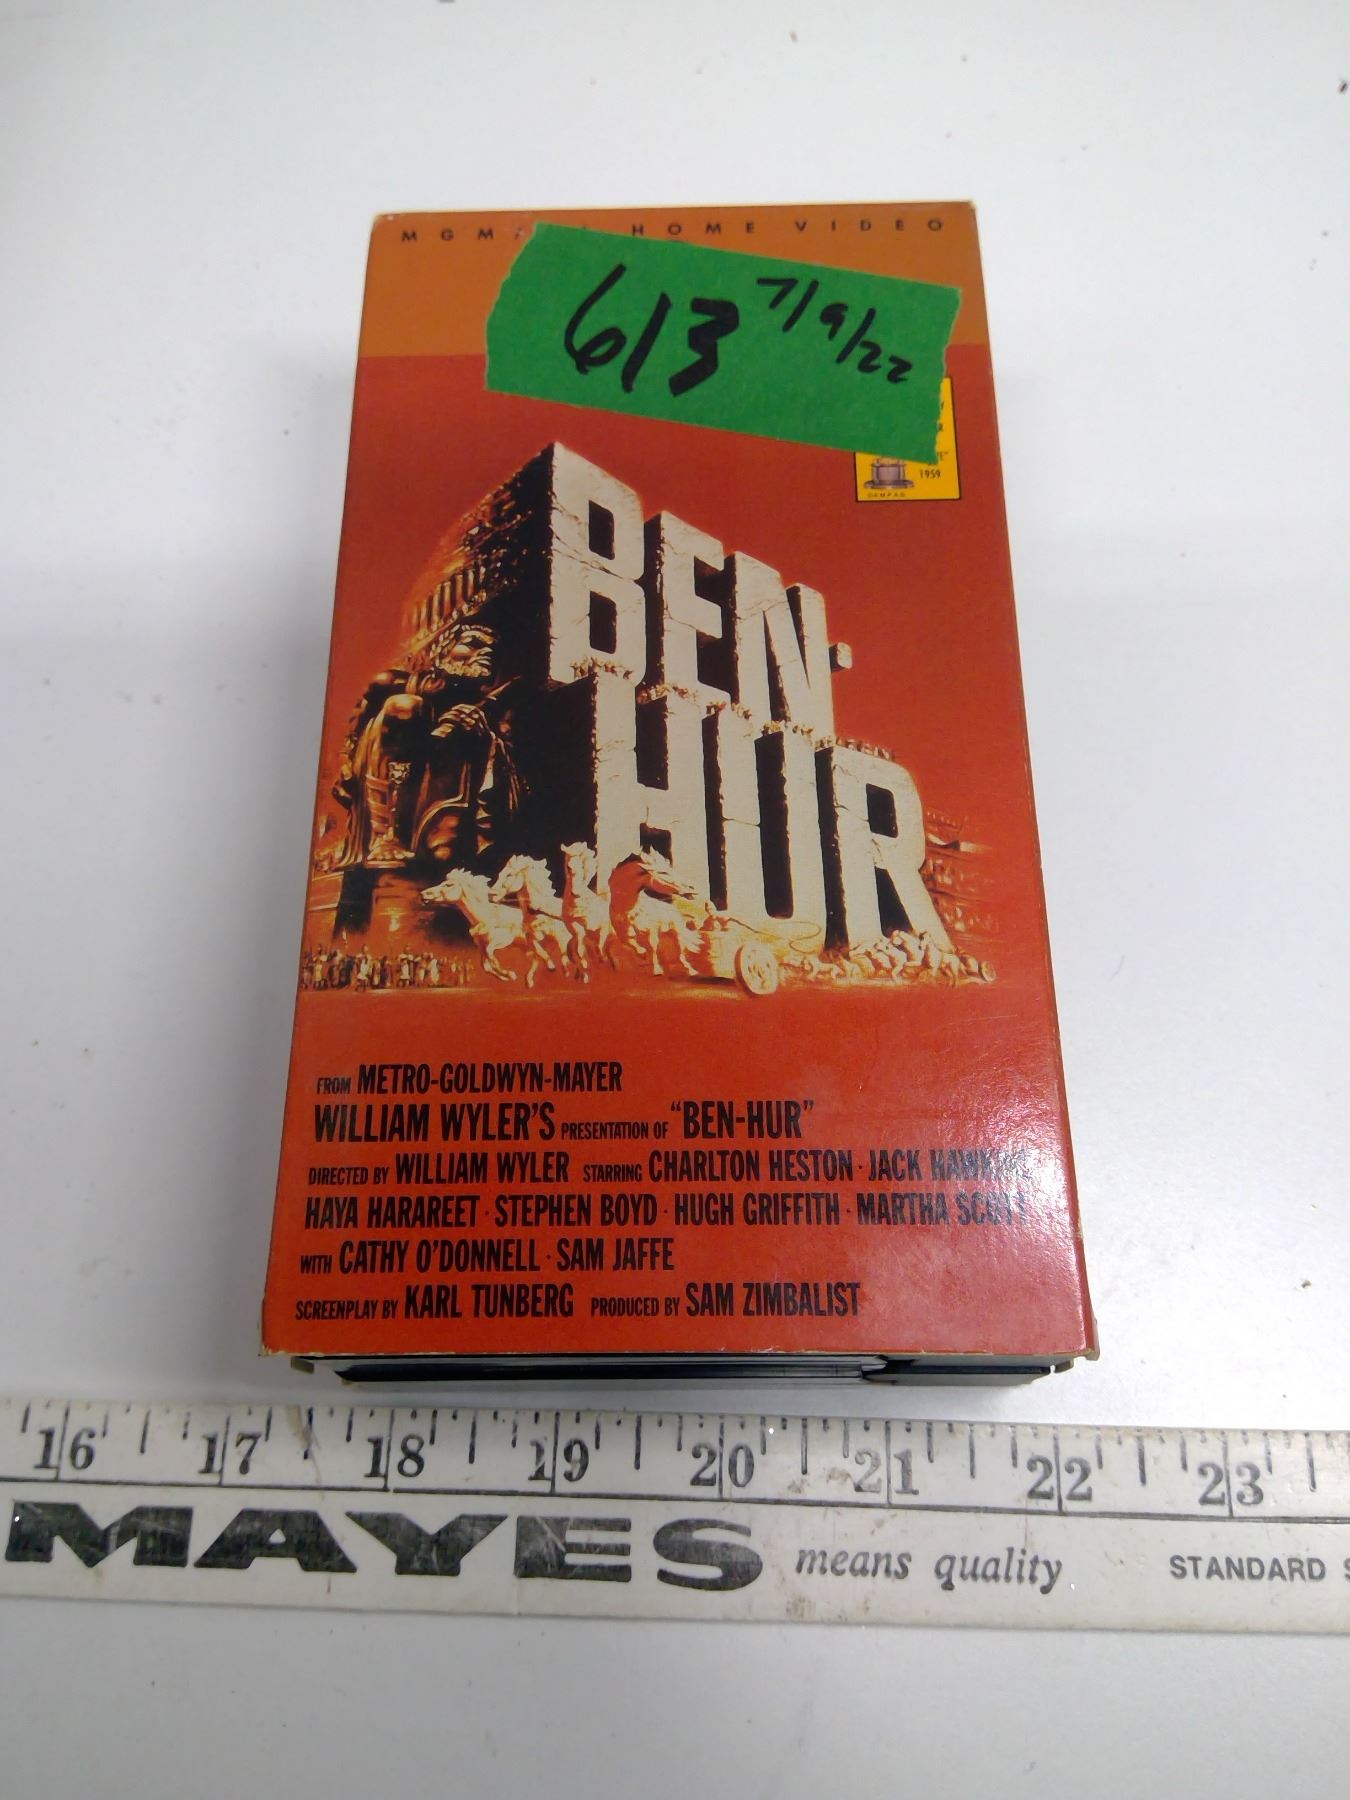 MGM HOME VIDEO
613 7/9/22
1959
©A.M.P.A.S.
BEN-
HUR
FROM METRO-GOLDWYN-MAYER
WILLIAM WYLER'S PRESENTATION OF "BEN-HUR"
DIRECTED BY WILLIAM WYLER STARRING CHARLTON HESTON · JACK HAWKINS
HAYA HARAREET · STEPHEN BOYD · HUGH GRIFFITH · MARTHA SCOTT
WITH CATHY O'DONNELL · SAM JAFFE
SCREENPLAY BY KARL TUNBERG PRODUCED BY SAM ZIMBALIST
16 17 18 19 20 21 22 23
MAYES means quality STANDARD S